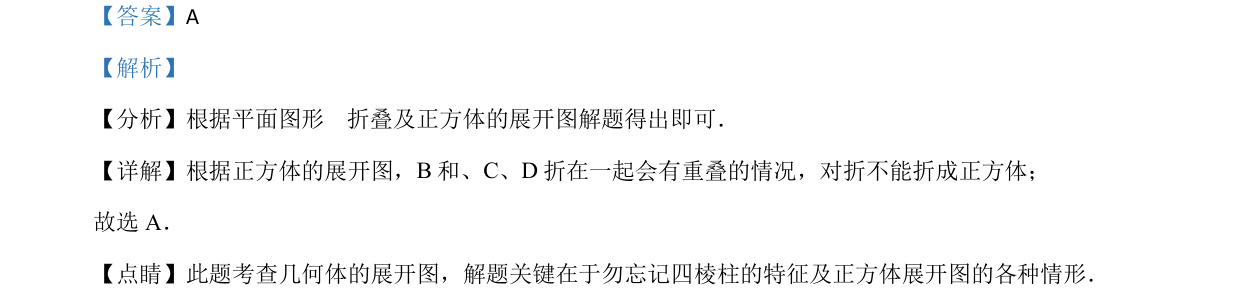 【答案】A
【解析】
【分析】根据平面图形　折叠及正方体的展开图解题得出即可．
【详解】根据正方体的展开图，B 和、C、D 折在一起会有重叠的情况，对折不能折成正方体；
故选 A．
【点睛】此题考查几何体的展开图，解题关键在于勿忘记四棱柱的特征及正方体展开图的各种情形．